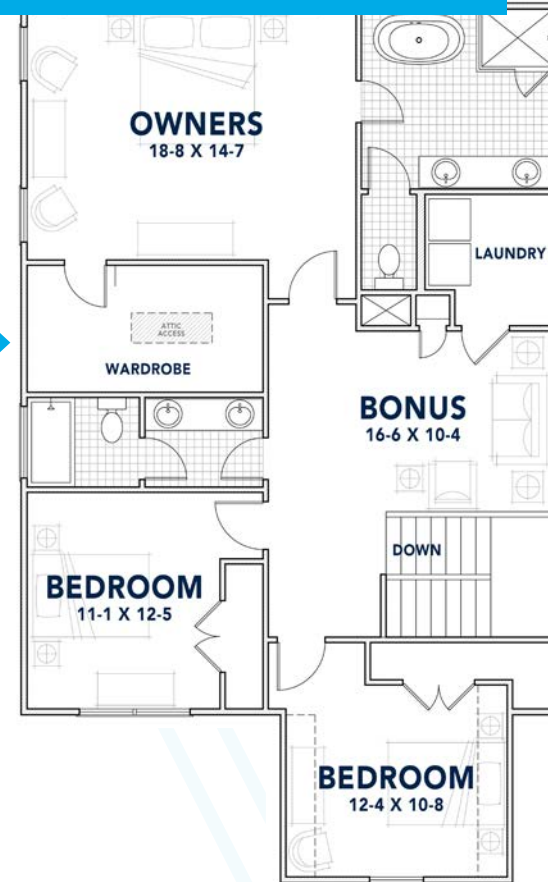 OWNERS
18-8 X 14-7
LAUNDRY
ATTIC
ACCESS
WARDROBE
BONUS
16-6 X 10-4
DOWN
BEDROOM
11-1 X 12-5
BEDROOM
12-4 X 10-8